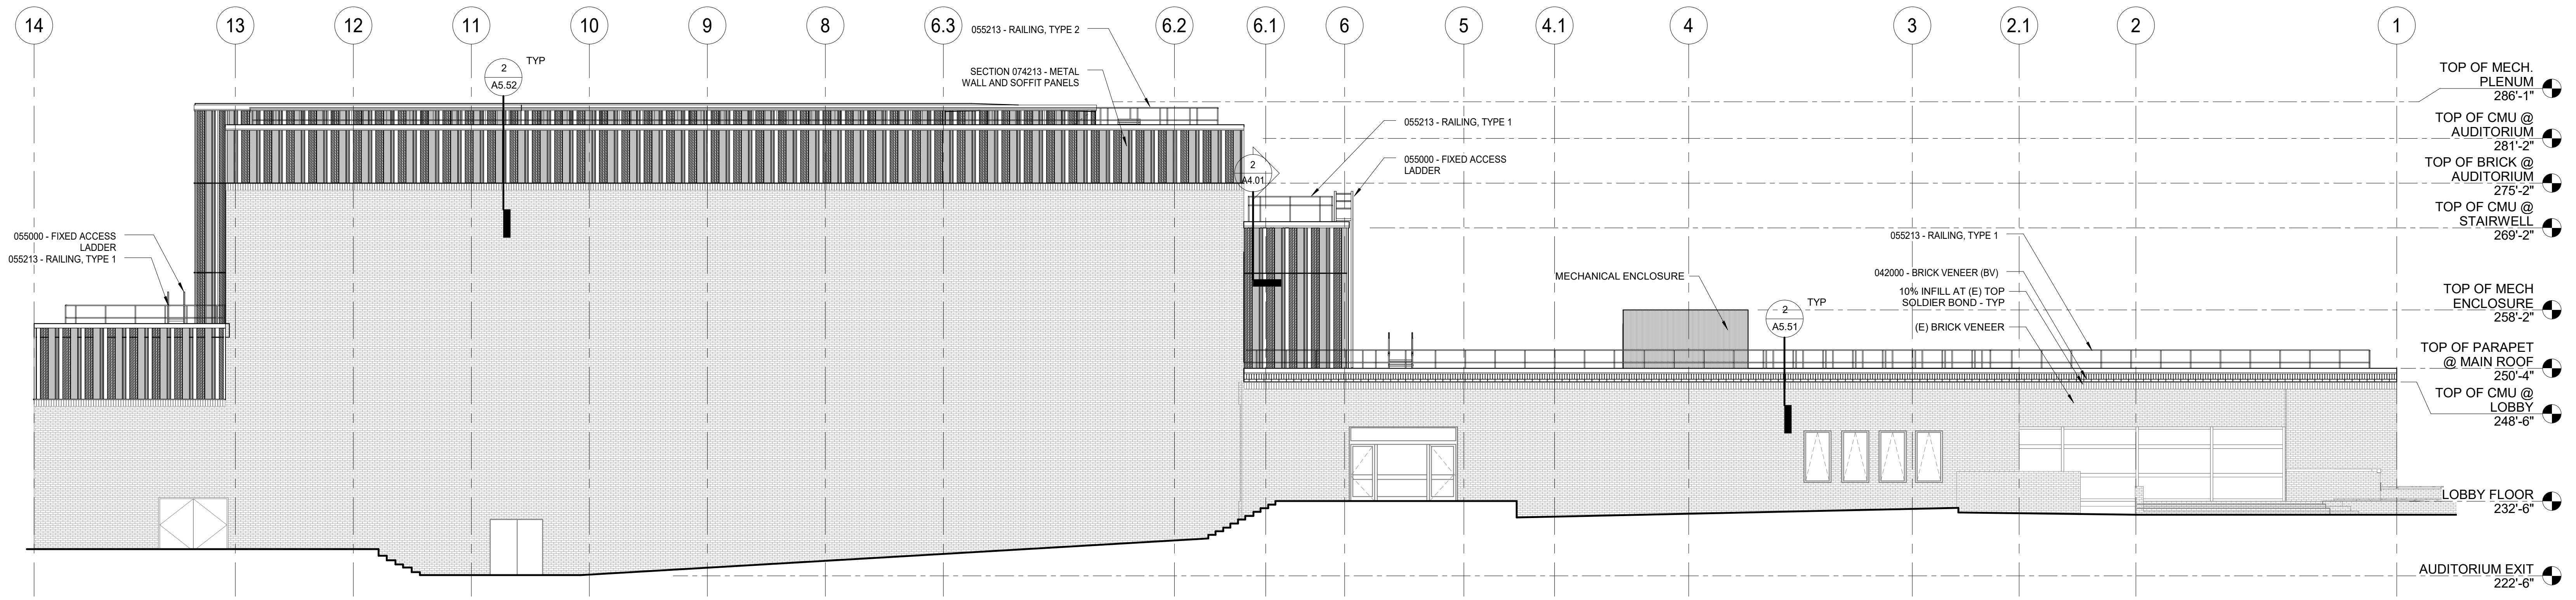 14
13
12
11
10
9
8
6.3
6.2
6.1
6
5
4.1
4
3
2.1
2
1
055213 - RAILING, TYPE 2
2
A5.52
TYP
SECTION 074213 - METAL
WALL AND SOFFIT PANELS
055213 - RAILING, TYPE 1
2
A4.01
055000 - FIXED ACCESS
LADDER
055000 - FIXED ACCESS
LADDER
055213 - RAILING, TYPE 1
MECHANICAL ENCLOSURE
2
A5.51
TYP
055213 - RAILING, TYPE 1
042000 - BRICK VENEER (BV)
10% INFILL AT (E) TOP
SOLDIER BOND - TYP
(E) BRICK VENEER
TOP OF MECH.
PLENUM
286'-1"
TOP OF CMU @
AUDITORIUM
281'-2"
TOP OF BRICK @
AUDITORIUM
275'-2"
TOP OF CMU @
STAIRWELL
269'-2"
TOP OF MECH
ENCLOSURE
258'-2"
TOP OF PARAPET
@ MAIN ROOF
250'-4"
TOP OF CMU @
LOBBY
248'-6"
LOBBY FLOOR
232'-6"
AUDITORIUM EXIT
222'-6"